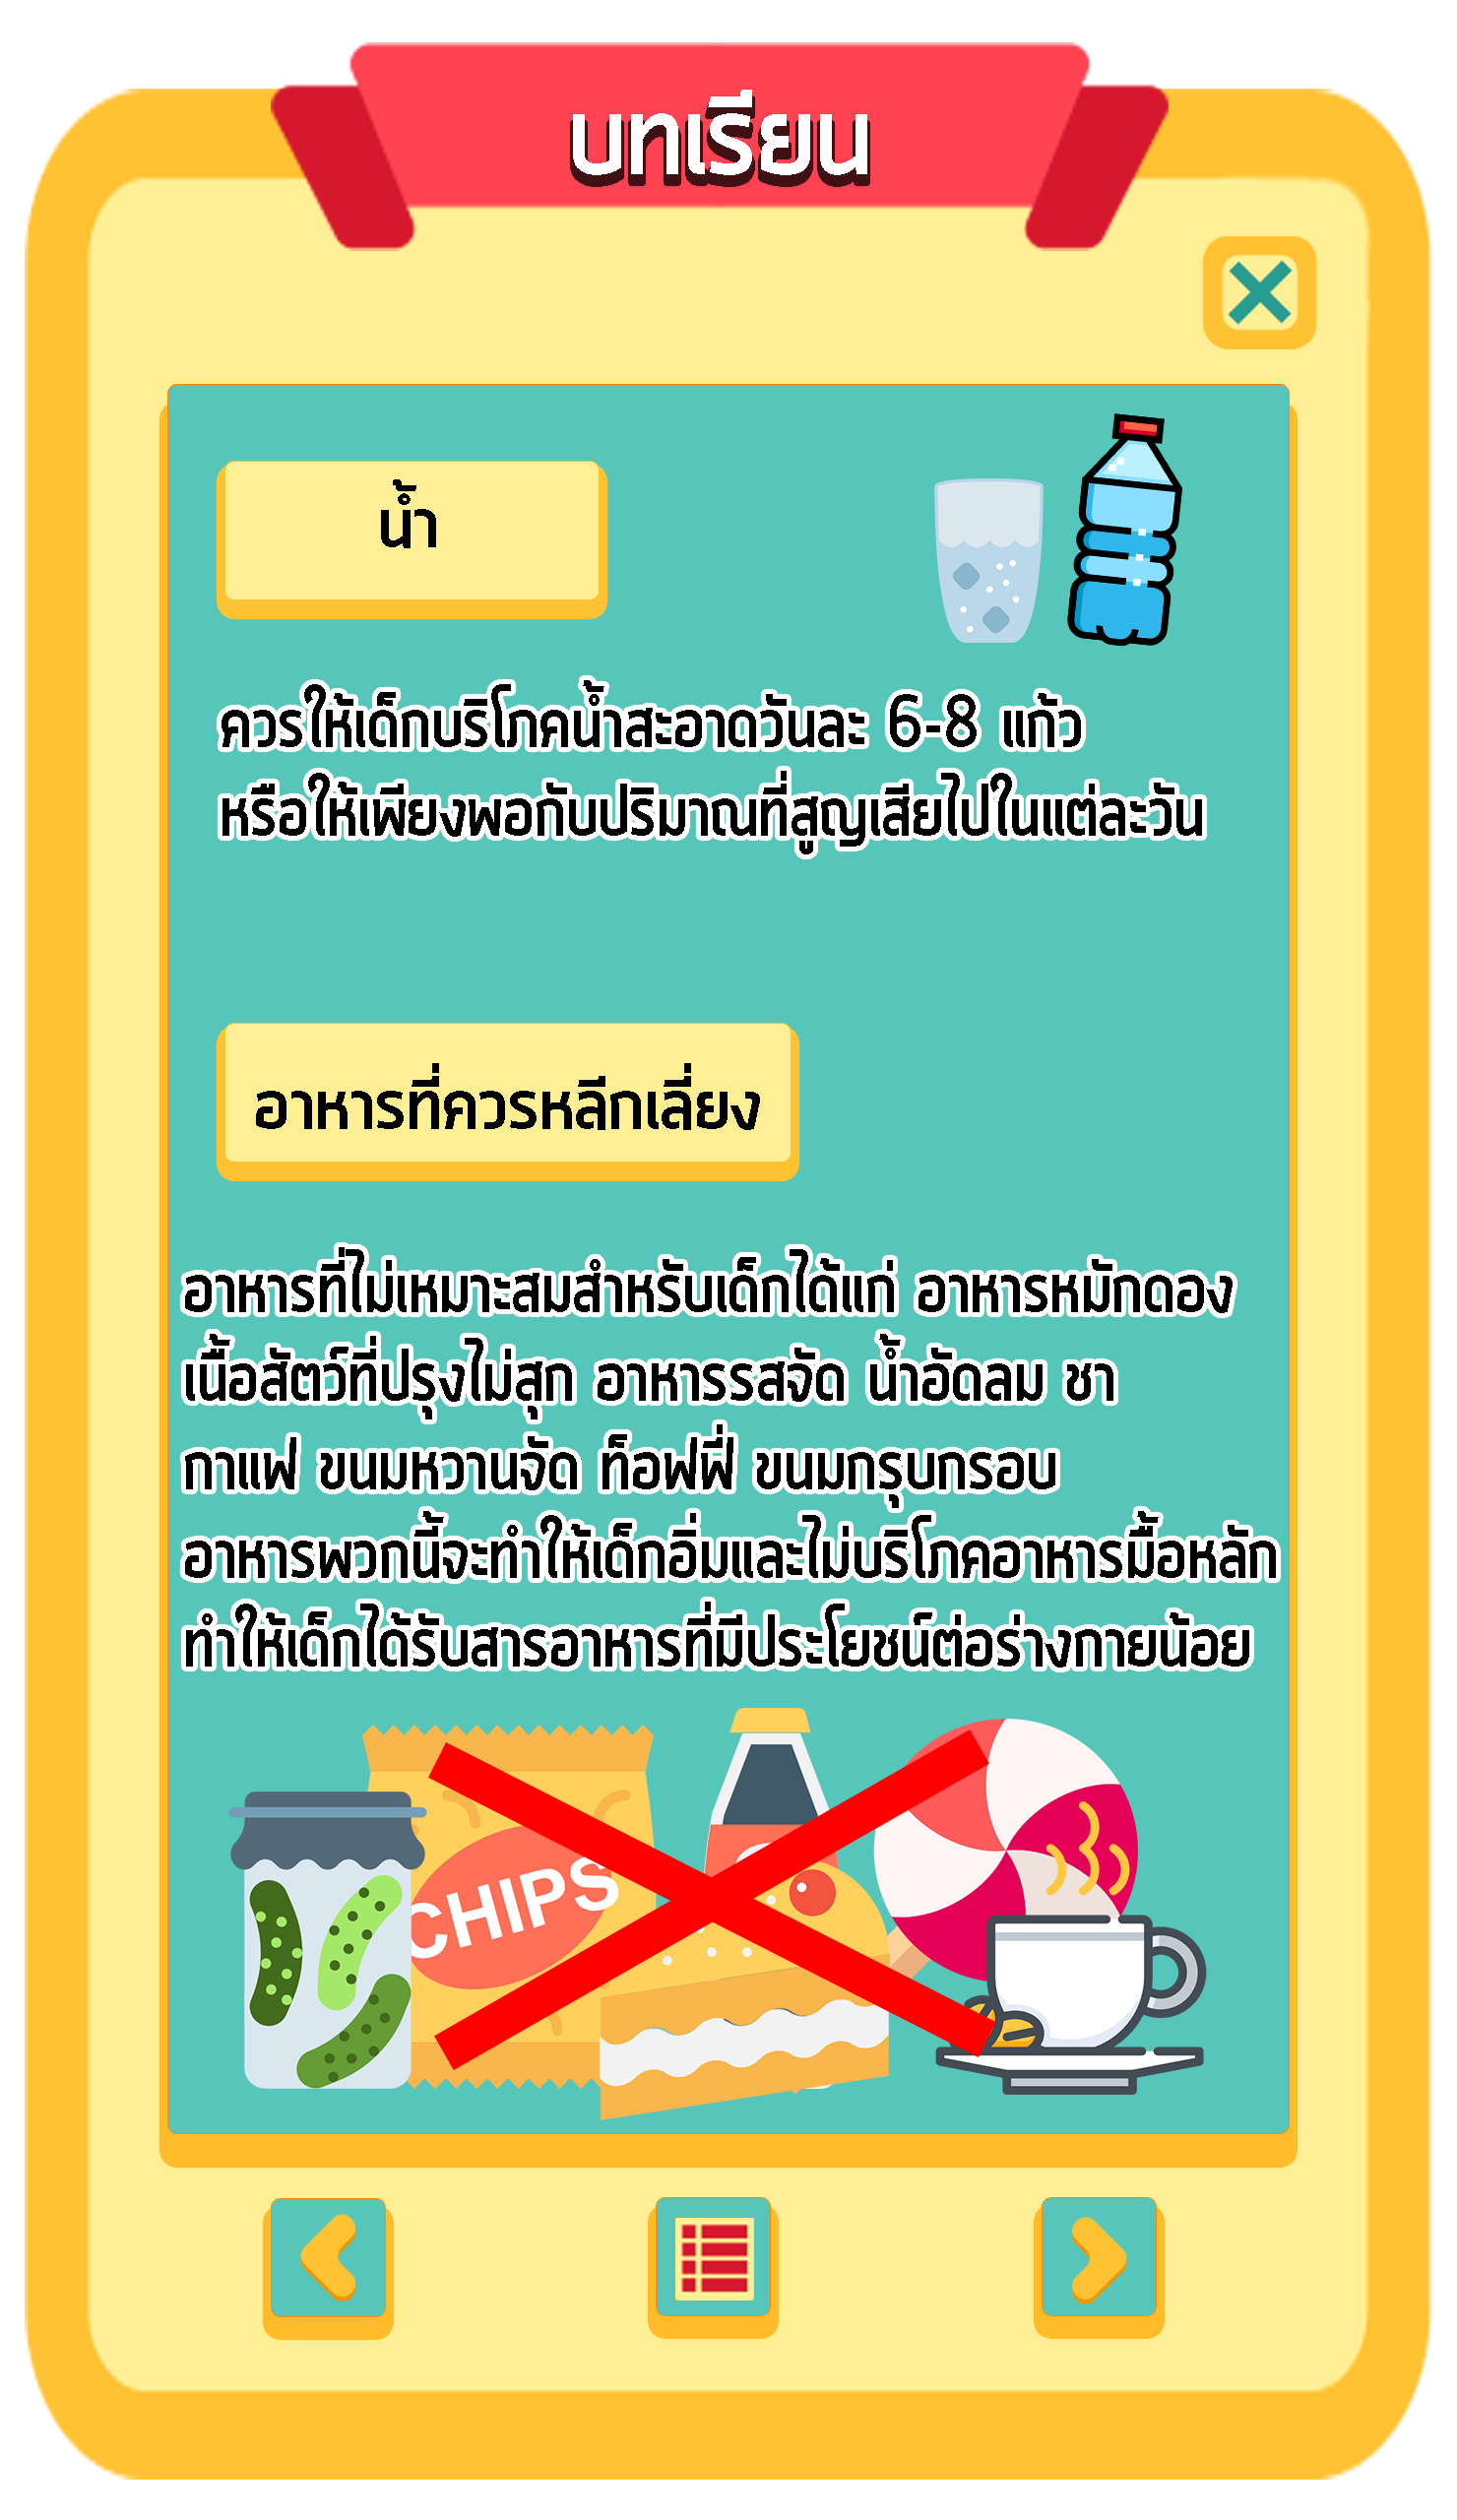 บทเรียน
น้ำ
ควรให้เด็กบริโภคน้ำสะอาดวันละ 6-8 แก้ว
หรือให้เพียงพอกับปริมาณที่สูญเสียไปในแต่ละวัน
อาหารที่ควรหลีกเลี่ยง
อาหารที่ไม่เหมาะสมสำหรับเด็กได้แก่ อาหารหมักดอง
เนื้อสัตว์ที่ปรุงไม่สุก อาหารรสจัด น้ำอัดลม ชา
กาแฟ ขนมหวานจัด ท็อฟฟี่ ขนมกรุบกรอบ
อาหารพวกนี้จะทำให้เด็กอิ่มและไม่บริโภคอาหารมื้อหลัก
ทำให้เด็กได้รับสารอาหารที่มีประโยชน์ต่อร่างกายน้อย
CHIPS